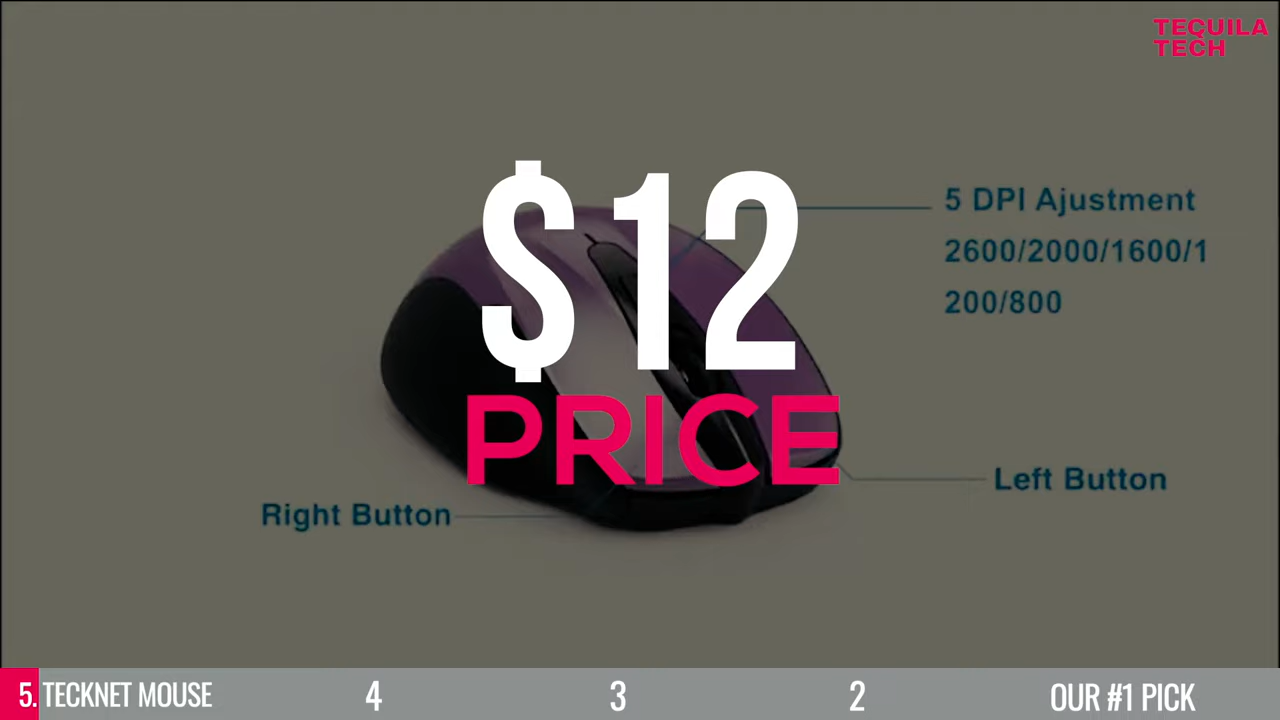 TEQUILA
TECH
$12
PRICE
5 DPI Ajustment
2600/2000/1600/1
200/800
Left Button
Right Button
5. TECKNET MOUSE
4
3
2
OUR #1 PICK